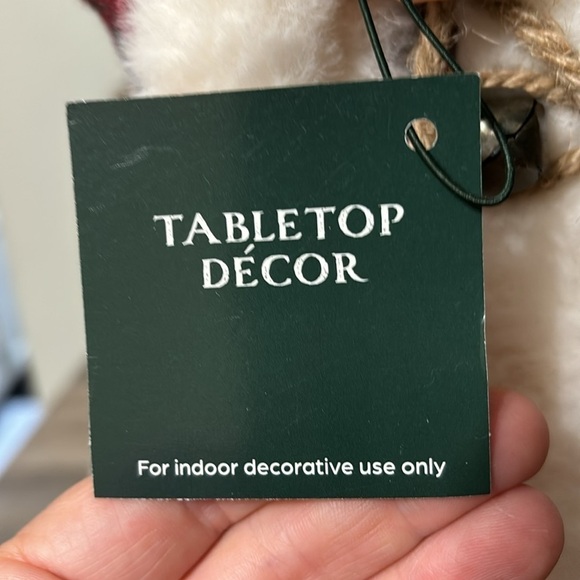 TABLETOP
DÉCOR
For indoor decorative use only